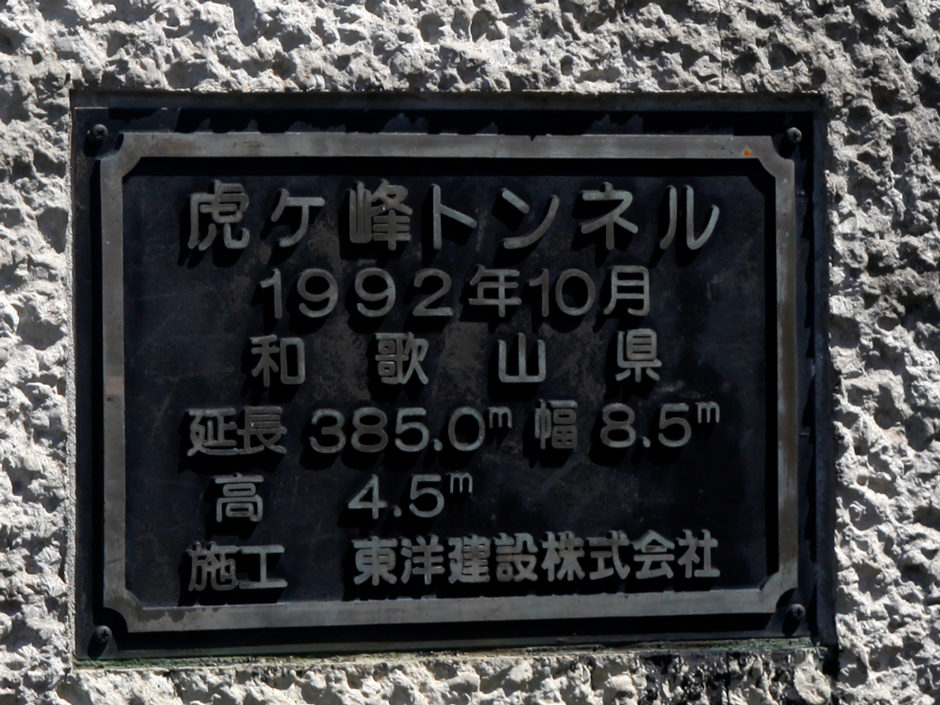 虎ケ峰トンネル
1992年10月
和歌山県
延長 385.0m 幅 8.5m
高 4.5m
施工 東洋建設株式会社